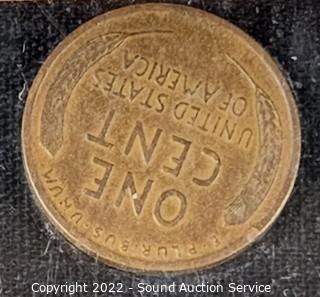 E·PLURIBUS·UNUM
ONE
CENT
UNITED STATES
OF AMERICA
Copyright 2022 - Sound Auction Service